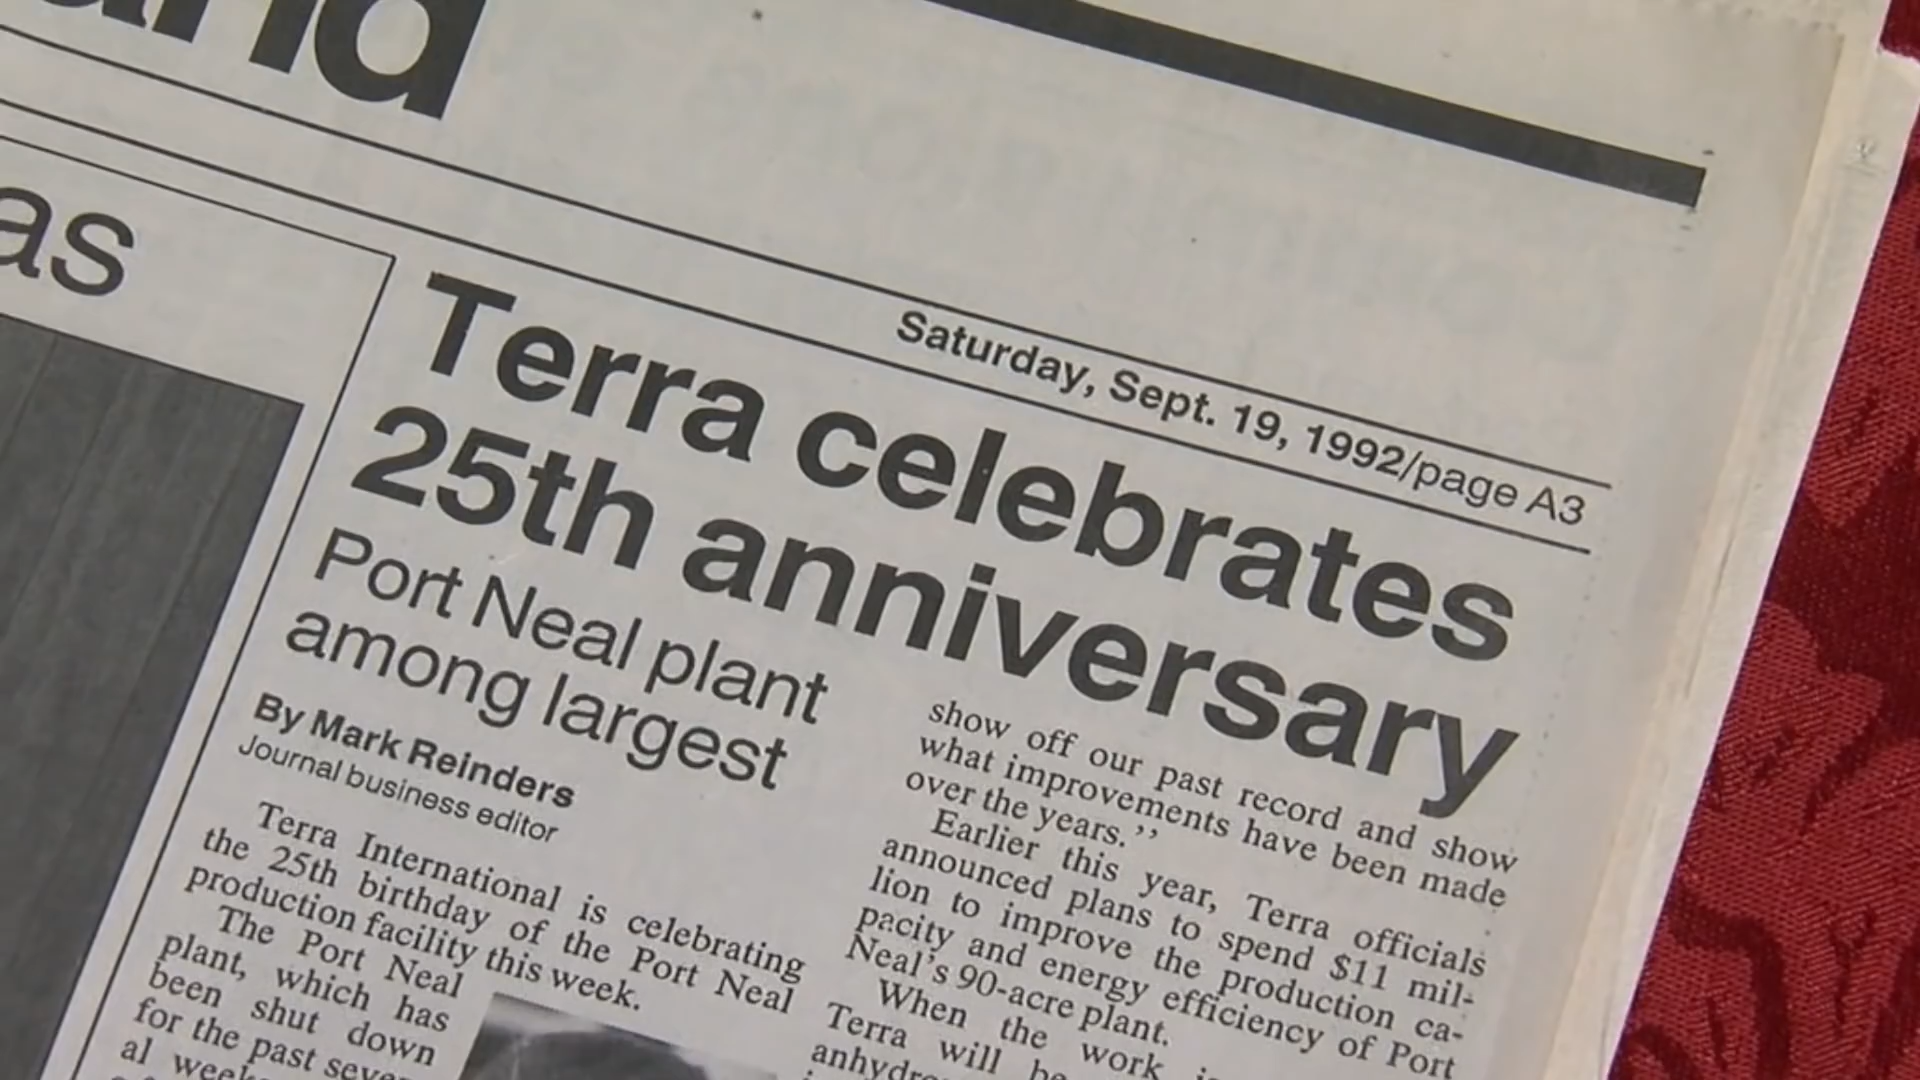 as
Saturday, Sept. 19, 1992/page A3
Terra celebrates
25th anniversary
Port Neal plant
among largest
By Mark Reinders
Journal business editor
Terra International is celebrating
the 25th birthday of the Port Neal
production facility this week.
The Port Neal
plant, which has
been shut down
for the past sever
al
show off our past record and show
what improvements have been made
over the years.’’
Earlier this year, Terra officials
announced plans to spend $11 mil-
lion to improve the production ca-
pacity and energy efficiency of Port
Neal’s 90-acre plant.
When the work
Terra will be